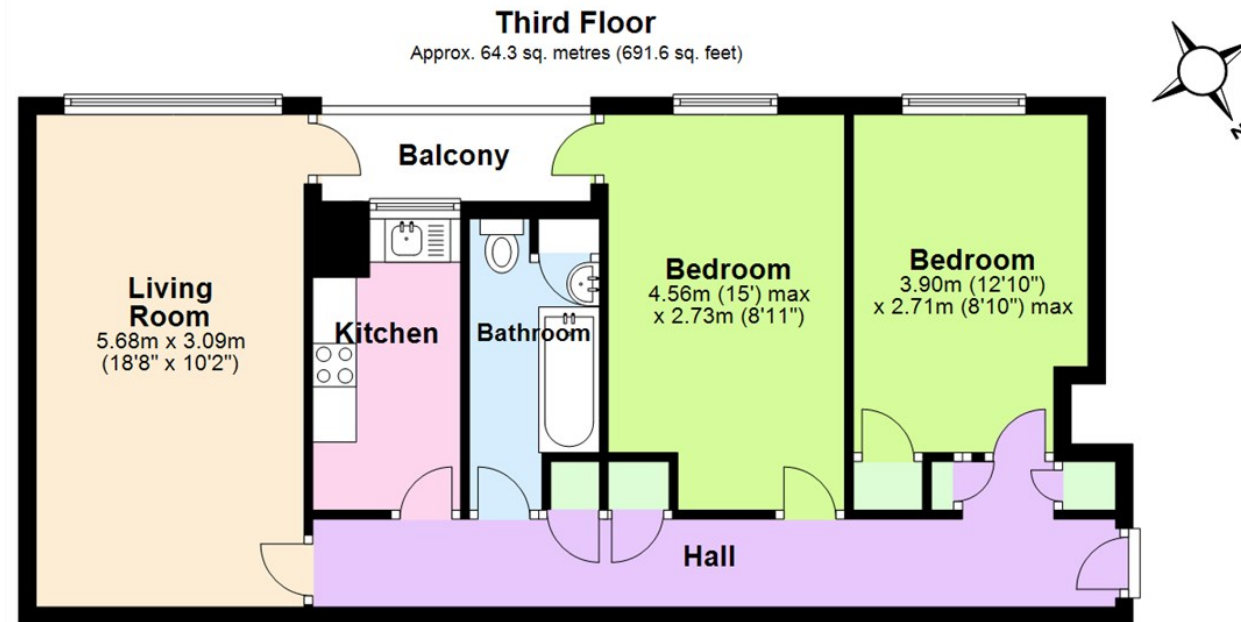 Third Floor
Approx. 64.3 sq. metres (691.6 sq. feet)
N
Balcony
Living
Room
5.68m x 3.09m
(18'8" x 10'2")
Kitchen
Bathroom
Bedroom
4.56m (15') max
x 2.73m (8'11")
Bedroom
3.90m (12'10")
x 2.71m (8'10") max
Hall